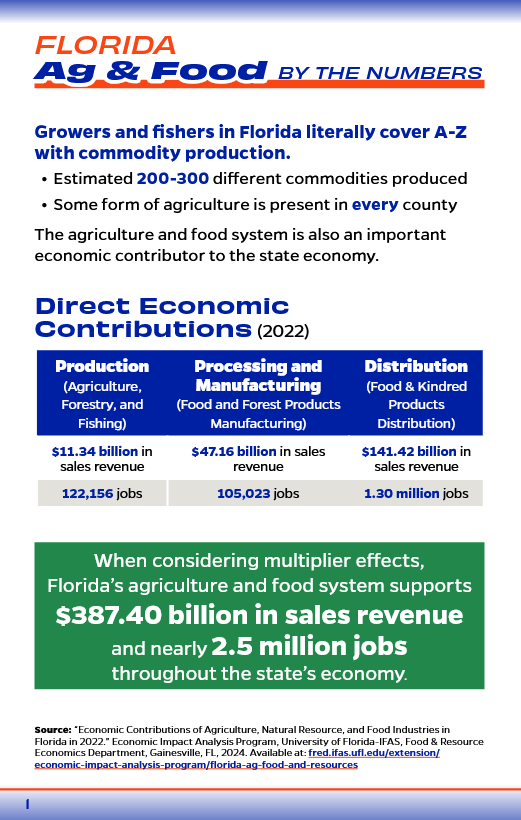 FLORIDA
Ag & Food BY THE NUMBERS
Growers and fishers in Florida literally cover A-Z
with commodity production.
• Estimated 200-300 different commodities produced
• Some form of agriculture is present in every county
The agriculture and food system is also an important
economic contributor to the state economy.
Direct Economic
Contributions (2022)
Production
(Agriculture,
Forestry, and
Fishing)
Processing and
Manufacturing
(Food and Forest Products
Manufacturing)
Distribution
(Food & Kindred
Products
Distribution)
$11.34 billion in
sales revenue
$47.16 billion in sales
revenue
$141.42 billion in
sales revenue
122,156 jobs
105,023 jobs
1.30 million jobs
When considering multiplier effects,
Florida’s agriculture and food system supports
$387.40 billion in sales revenue
and nearly 2.5 million jobs
throughout the state’s economy.
Source: “Economic Contributions of Agriculture, Natural Resource, and Food Industries in
Florida in 2022.” Economic Impact Analysis Program, University of Florida-IFAS, Food & Resource
Economics Department, Gainesville, FL, 2024. Available at: fred.ifas.ufl.edu/extension/
economic-impact-analysis-program/florida-ag-food-and-resources
1